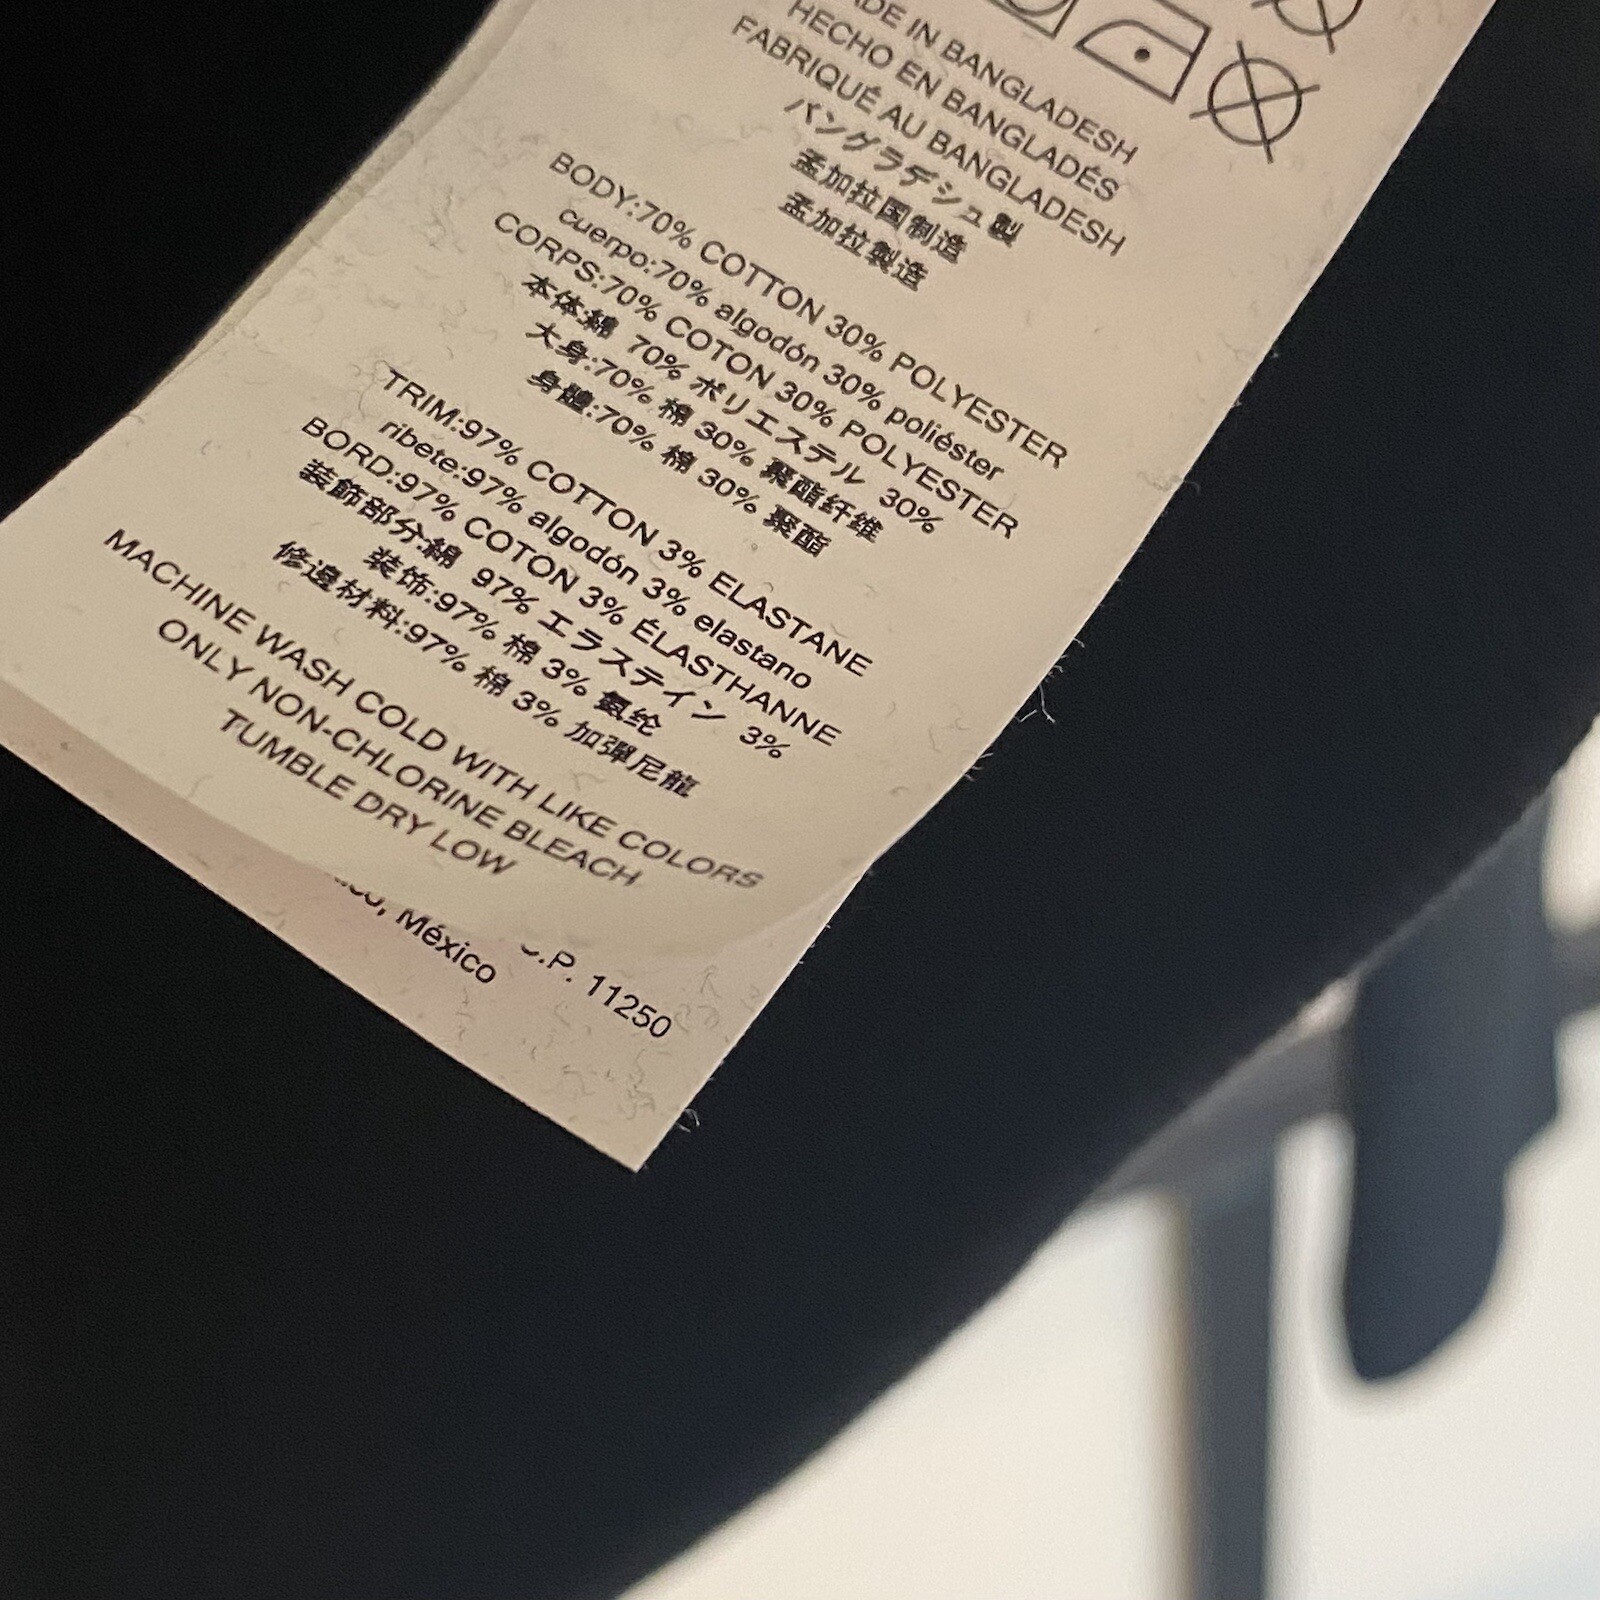 MADE IN BANGLADESH
HECHO EN BANGLADÉS
FABRIQUÉ AU BANGLADESH
バングラデシュ製
孟加拉国制造
孟加拉製造
BODY:70% COTTON 30% POLYESTER
cuerpo:70% algodón 30% poliéster
CORPS:70% COTON 30% POLYESTER
本体:綿 70% ポリエステル 30%
大身:70% 棉 30% 聚酯纤维
身體:70% 棉 30% 聚酯
TRIM:97% COTTON 3% ELASTANE
ribete:97% algodón 3% elastano
BORD:97% COTON 3% ÉLASTHANNE
装飾部分:綿 97% エラステイン 3%
装饰:97% 棉 3% 氨纶
修邊材料:97% 棉 3% 加彈尼龍
MACHINE WASH COLD WITH LIKE COLORS
ONLY NON-CHLORINE BLEACH
TUMBLE DRY LOW
C.P. 11250
México